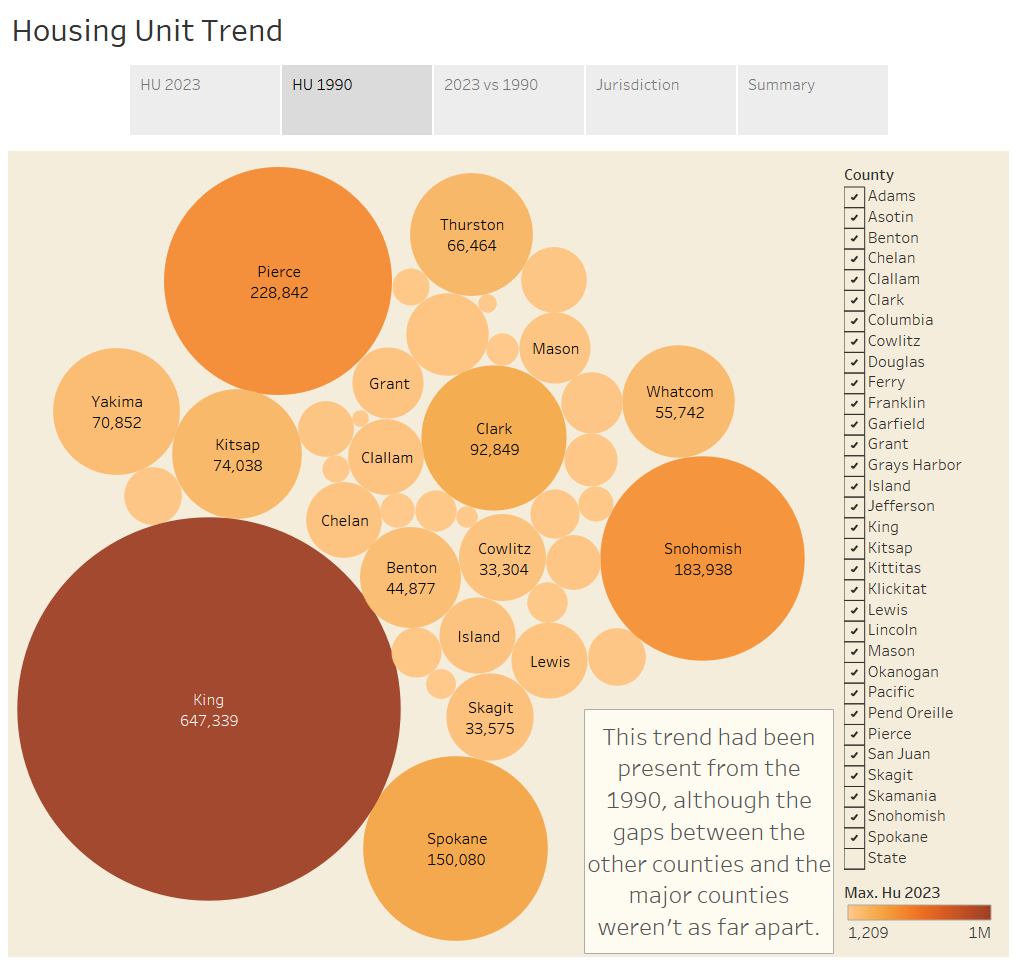 Housing Unit Trend
HU 2023
HU 1990
2023 vs 1990
Jurisdiction
Summary
Pierce
228,842
Thurston
66,464
Mason
Grant
Yakima
70,852
Kitsap
74,038
Clark
92,849
Whatcom
55,742
Clallam
Chelan
Benton
44,877
Cowlitz
33,304
Snohomish
183,938
Island
Lewis
King
647,339
Skagit
33,575
Spokane
150,080
This trend had been
present from the
1990, although the
gaps between the
other counties and the
major counties
weren't as far apart.
County
Adams
Asotin
Benton
Chelan
Clallam
Clark
Columbia
Cowlitz
Douglas
Ferry
Franklin
Garfield
Grant
Grays Harbor
Island
Jefferson
King
Kitsap
Kittitas
Klickitat
Lewis
Lincoln
Mason
Okanogan
Pacific
Pend Oreille
Pierce
San Juan
Skagit
Skamania
Snohomish
Spokane
State
Max. Hu 2023
1,209 1M